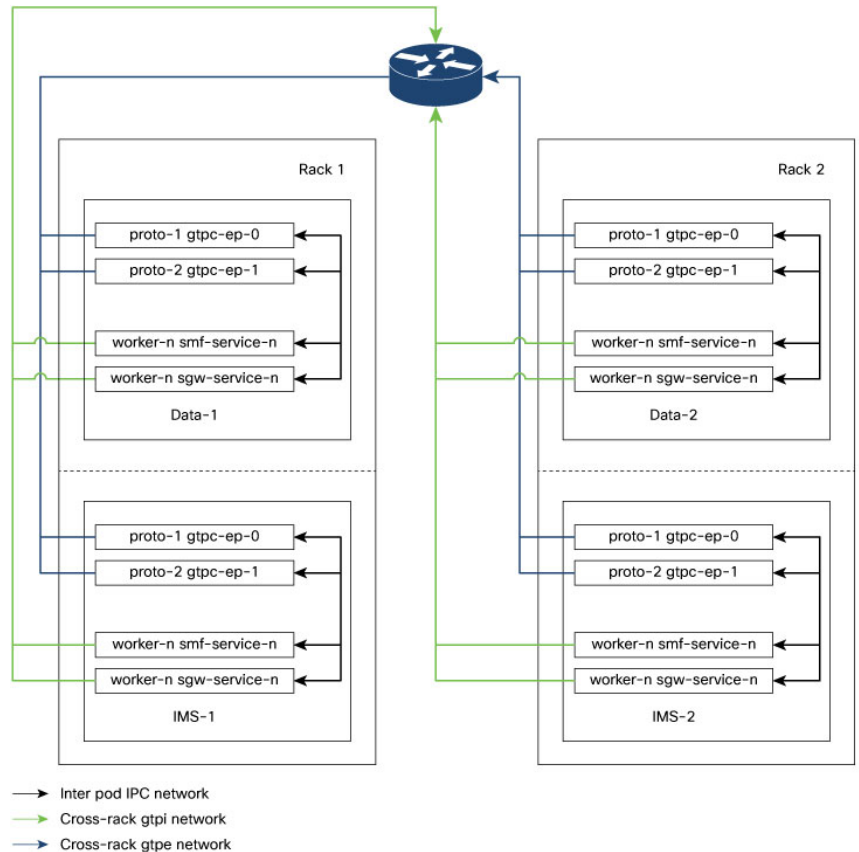 Rack 1
proto-1 gtpc-ep-0
proto-2 gtpc-ep-1
worker-n smf-service-n
worker-n sgw-service-n
Data-1
proto-1 gtpc-ep-0
proto-2 gtpc-ep-1
worker-n smf-service-n
worker-n sgw-service-n
IMS-1
Rack 2
proto-1 gtpc-ep-0
proto-2 gtpc-ep-1
worker-n smf-service-n
worker-n sgw-service-n
Data-2
proto-1 gtpc-ep-0
proto-2 gtpc-ep-1
worker-n smf-service-n
worker-n sgw-service-n
IMS-2
Inter pod IPC network
Cross-rack gtpi network
Cross-rack gtpe network